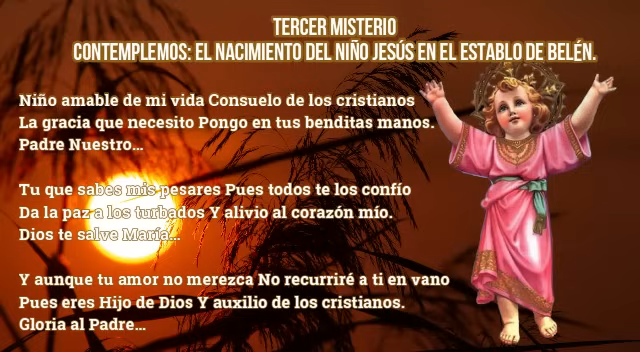 TERCER MISTERIO
CONTEMPLEMOS: EL NACIMIENTO DEL NIÑO JESÚS EN EL ESTABLO DE BELÉN.
Niño amable de mi vida Consuelo de los cristianos
La gracia que necesito Pongo en tus benditas manos.
Padre Nuestro...
Tu que sabes mis pesares Pues todos te los confío
Da la paz a los turbados Y alivio al corazón mío.
Dios te salve María...
Y aunque tu amor no merezca No recurriré a ti en vano
Pues eres Hijo de Dios Y auxilio de los cristianos.
Gloria al Padre...